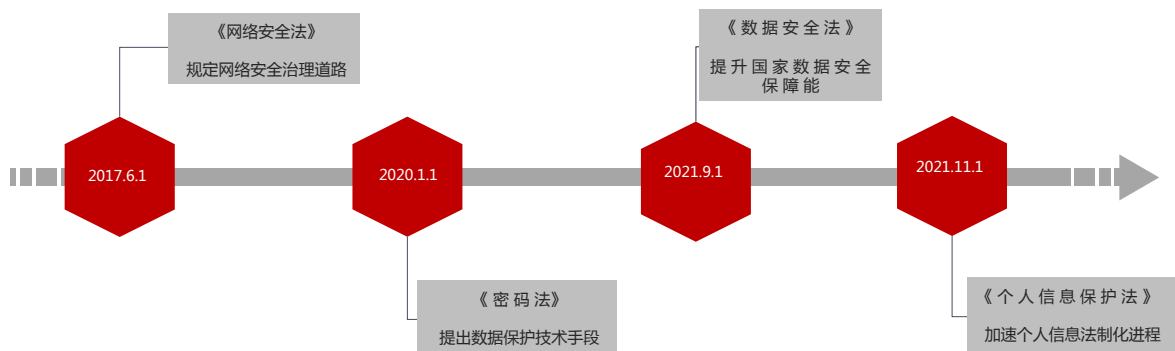 《网络安全法》
规定网络安全治理道路
《 数 据 安 全 法 》
提 升 国 家 数 据 安 全
保 障 能
2017.6.1
2020.1.1
2021.9.1
2021.11.1
《 密 码 法》
提出数据保护技术手段
《 个 人 信 息 保 护 法 》
加速个人信息法制化进程